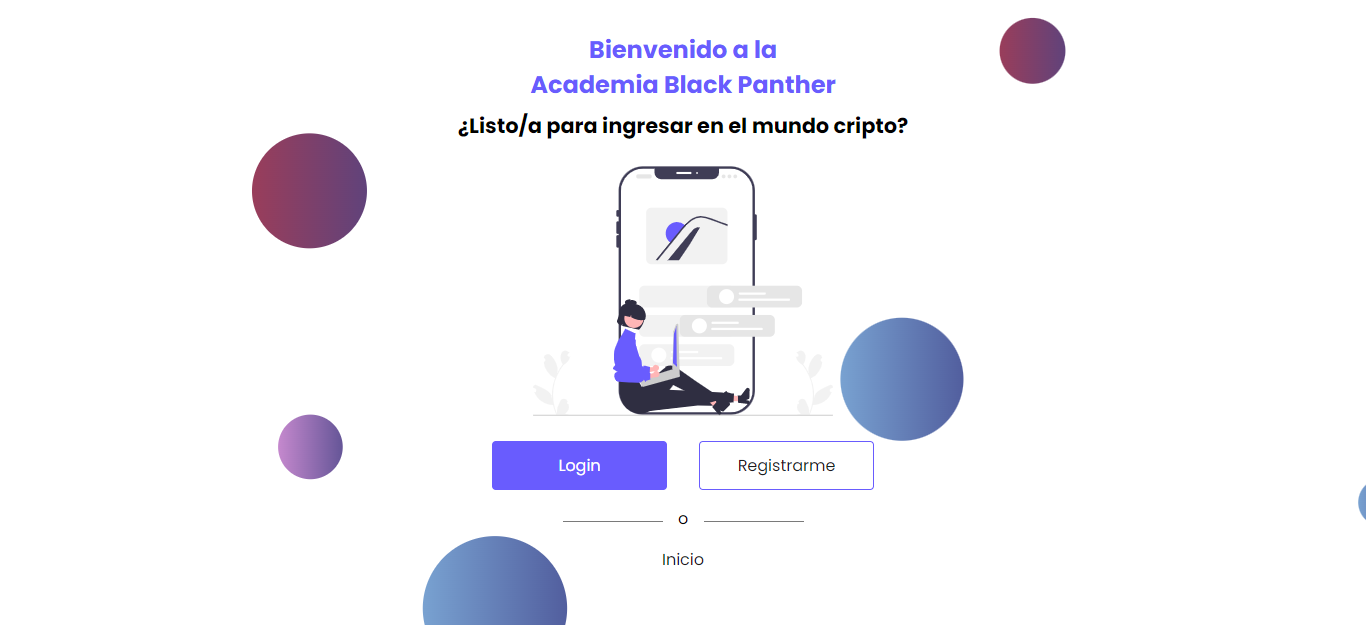 Bienvenido a la
Academia Black Panther
¿Listo/a para ingresar en el mundo cripto?
Login
Registrarme
o
Inicio